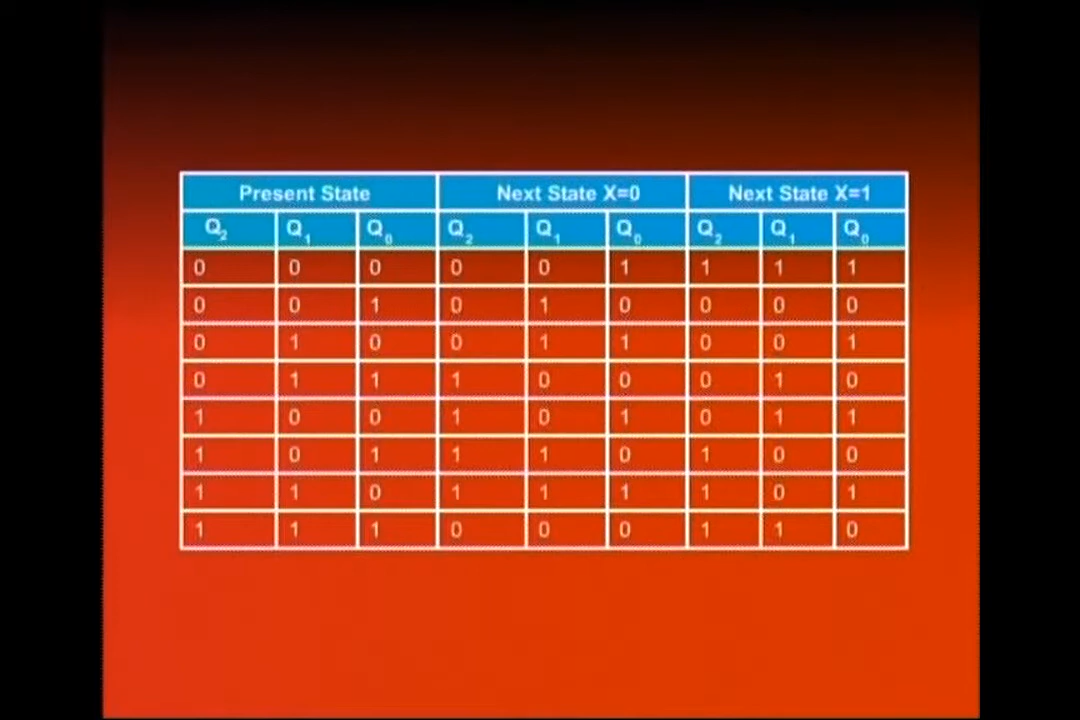 Present State Next State X=0 Next State X=1
Q2 Q1 Q0 Q2 Q1 Q0 Q2 Q1 Q0
0 0 0 0 0 1 1 1 1
0 0 1 0 1 0 0 0 0
0 1 0 0 1 1 0 0 1
0 1 1 1 0 0 0 1 0
1 0 0 1 0 1 0 1 1
1 0 1 1 1 0 1 0 0
1 1 0 1 1 1 1 0 1
1 1 1 0 0 0 1 1 0